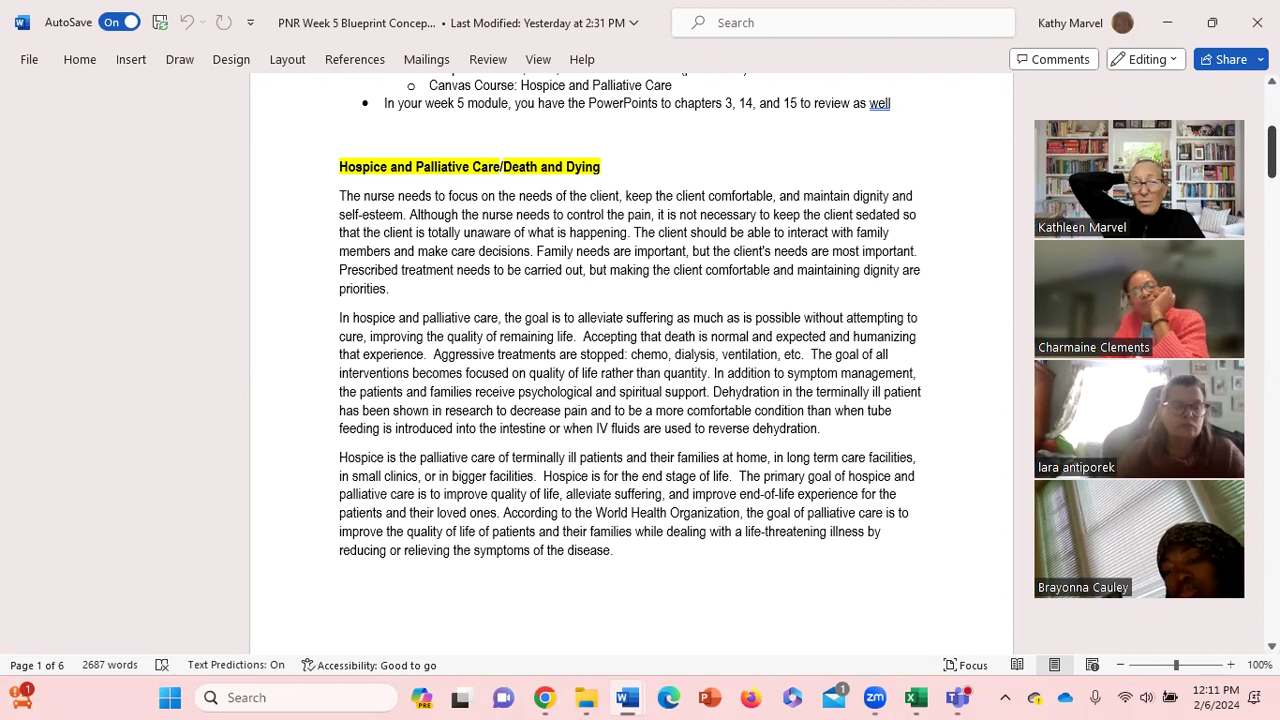 AutoSave On PNR Week 5 Blueprint Concep... • Last Modified: Yesterday at 2:31 PM Search Kathy Marvel
File Home Insert Draw Design Layout References Mailings Review View Help Comments Editing Share
o Canvas Course: Hospice and Palliative Care
• In your week 5 module, you have the PowerPoints to chapters 3, 14, and 15 to review as well
Hospice and Palliative Care/Death and Dying
The nurse needs to focus on the needs of the client, keep the client comfortable, and maintain dignity and
self-esteem. Although the nurse needs to control the pain, it is not necessary to keep the client sedated so
that the client is totally unaware of what is happening. The client should be able to interact with family
members and make care decisions. Family needs are important, but the client's needs are most important.
Prescribed treatment needs to be carried out, but making the client comfortable and maintaining dignity are
priorities.
In hospice and palliative care, the goal is to alleviate suffering as much as is possible without attempting to
cure, improving the quality of remaining life. Accepting that death is normal and expected and humanizing
that experience. Aggressive treatments are stopped: chemo, dialysis, ventilation, etc. The goal of all
interventions becomes focused on quality of life rather than quantity. In addition to symptom management,
the patients and families receive psychological and spiritual support. Dehydration in the terminally ill patient
has been shown in research to decrease pain and to be a more comfortable condition than when tube
feeding is introduced into the intestine or when IV fluids are used to reverse dehydration.
Hospice is the palliative care of terminally ill patients and their families at home, in long term care facilities,
in small clinics, or in bigger facilities. Hospice is for the end stage of life. The primary goal of hospice and
palliative care is to improve quality of life, alleviate suffering, and improve end-of-life experience for the
patients and their loved ones. According to the World Health Organization, the goal of palliative care is to
improve the quality of life of patients and their families while dealing with a life-threatening illness by
reducing or relieving the symptoms of the disease.
Kathleen Marvel
Charmaine Clements
lara antiporek
Brayonna Cauley
Page 1 of 6 2687 words Text Predictions: On Accessibility: Good to go Focus 100%
1 Search PRE 1 zm 12:11 PM
2/6/2024